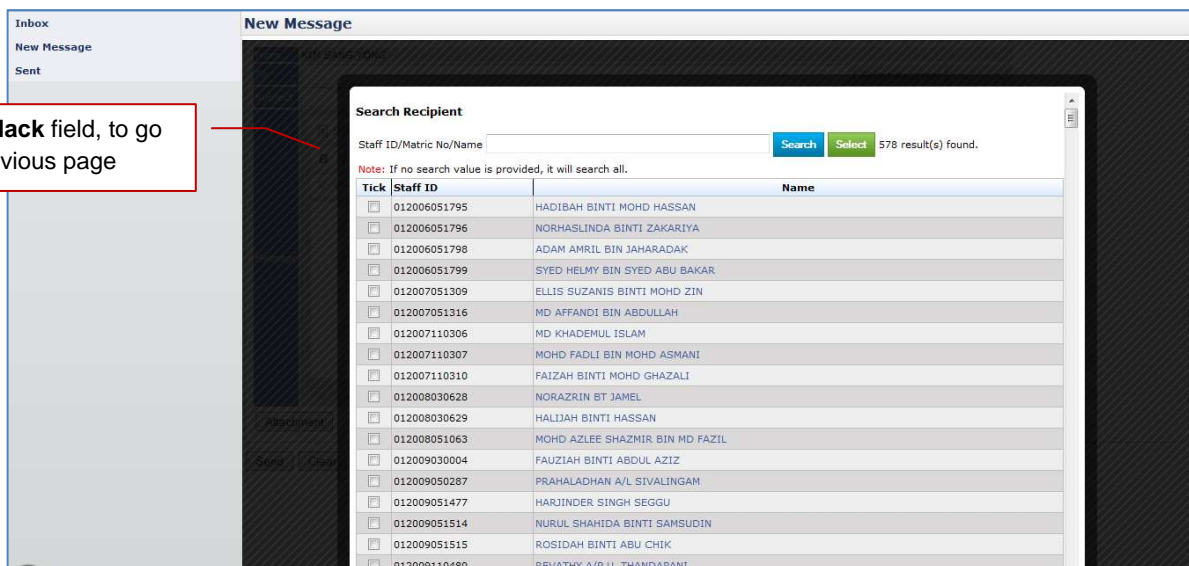 Inbox
New Message
Sent
New Message
lack field, to go
vious page
Search Recipient
Staff ID/Matric No/Name Search Select 578 result(s) found.
Note: If no search value is provided, it will search all.
Tick Staff ID Name
012006051795 HADIBAH BINTI MOHD HASSAN
012006051796 NORHASLINDA BINTI ZAKARIYA
012006051798 ADAM AMRIL BIN JAHARADAK
012006051799 SYED HELMY BIN SYED ABU BAKAR
012007051309 ELLIS SUZANIS BINTI MOHD ZIN
012007051316 MD AFFANDI BIN ABDULLAH
012007110306 MD KHADEMUL ISLAM
012007110307 MOHD FADLI BIN MOHD ASMANI
012007110310 FAIZAH BINTI MOHD GHAZALI
012008030628 NORAZRIN BT JAMEL
012008030629 HALIJAH BINTI HASSAN
012008051063 MOHD AZLEE SHAZMIR BIN MD FAZIL
012009030004 FAUZIAH BINTI ABDUL AZIZ
012009050287 PRAHALADHAN A/L SIVALINGAM
012009051477 HARJINDER SINGH SEGGU
012009051514 NURUL SHAHIDA BINTI SAMSUDIN
012009051515 ROSIDAH BINTI ABU CHIK
012009110480 REVATHY A/P U. THANDAPANI
Attachment
Send Clear